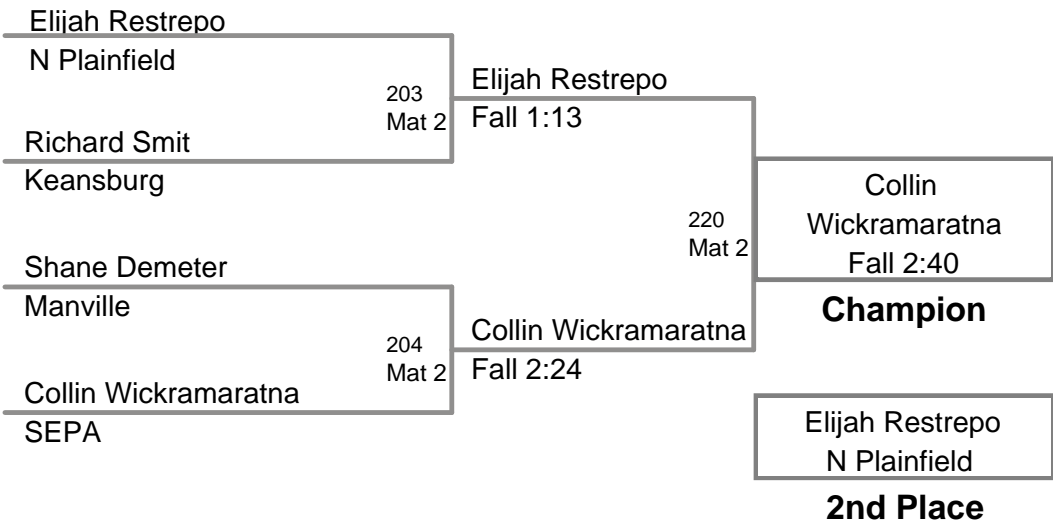 Elijah Restrepo
N Plainfield
203
Mat 2
Richard Smit
Keansburg
Elijah Restrepo
Fall 1:13
Shane Demeter
Manville
204
Mat 2
Collin Wickramaratna
SEPA
Collin Wickramaratna
Fall 2:24
220
Mat 2
Collin
Wickramaratna
Fall 2:40
Champion
Elijah Restrepo
N Plainfield
2nd Place